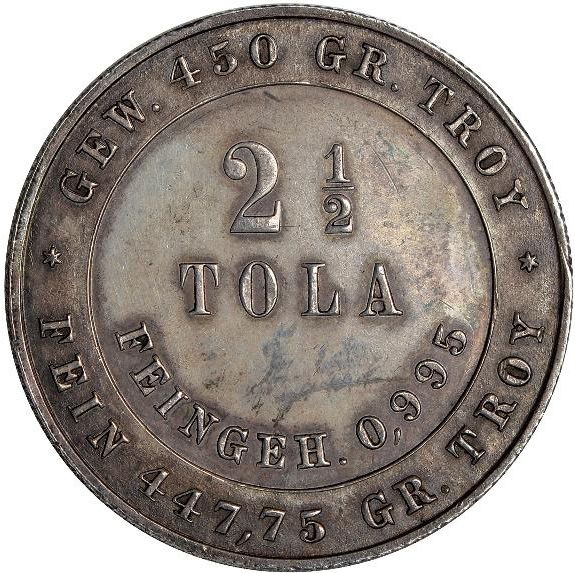 GEW. 450 GR. TROY
2 1/2
TOLA
FEINGEH. 0,995
* FEIN 447,75 GR. TROY *